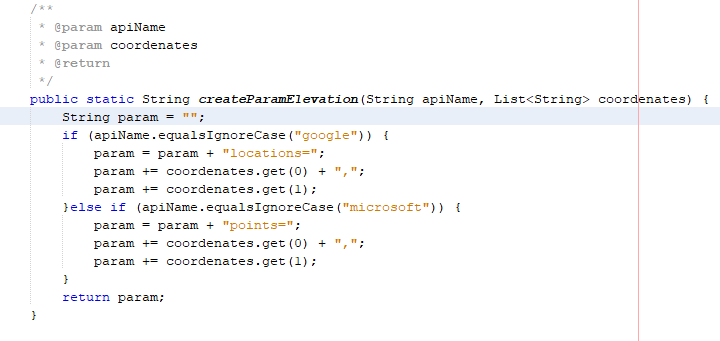 /**
 * @param apiName
 * @param coordenates
 * @return
 */
public static String createParamElevation(String apiName, List<String> coordenates) {
    String param = "";
    if (apiName.equalsIgnoreCase("google")) {
        param = param + "locations=";
        param += coordenates.get(0) + ",";
        param += coordenates.get(1);
    }else if (apiName.equalsIgnoreCase("microsoft")) {
        param = param + "points=";
        param += coordenates.get(0) + ",";
        param += coordenates.get(1);
    }
    return param;
}